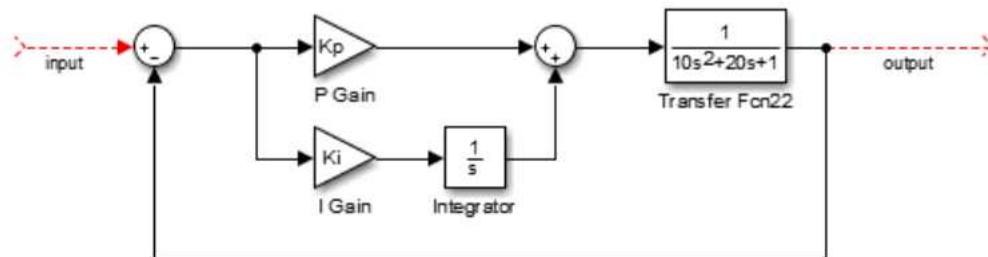 +
-
input
Kp
P Gain
Ki
I Gain
1
s
Integrator
+
+
1
10s²+20s+1
Transfer Fcn22
output